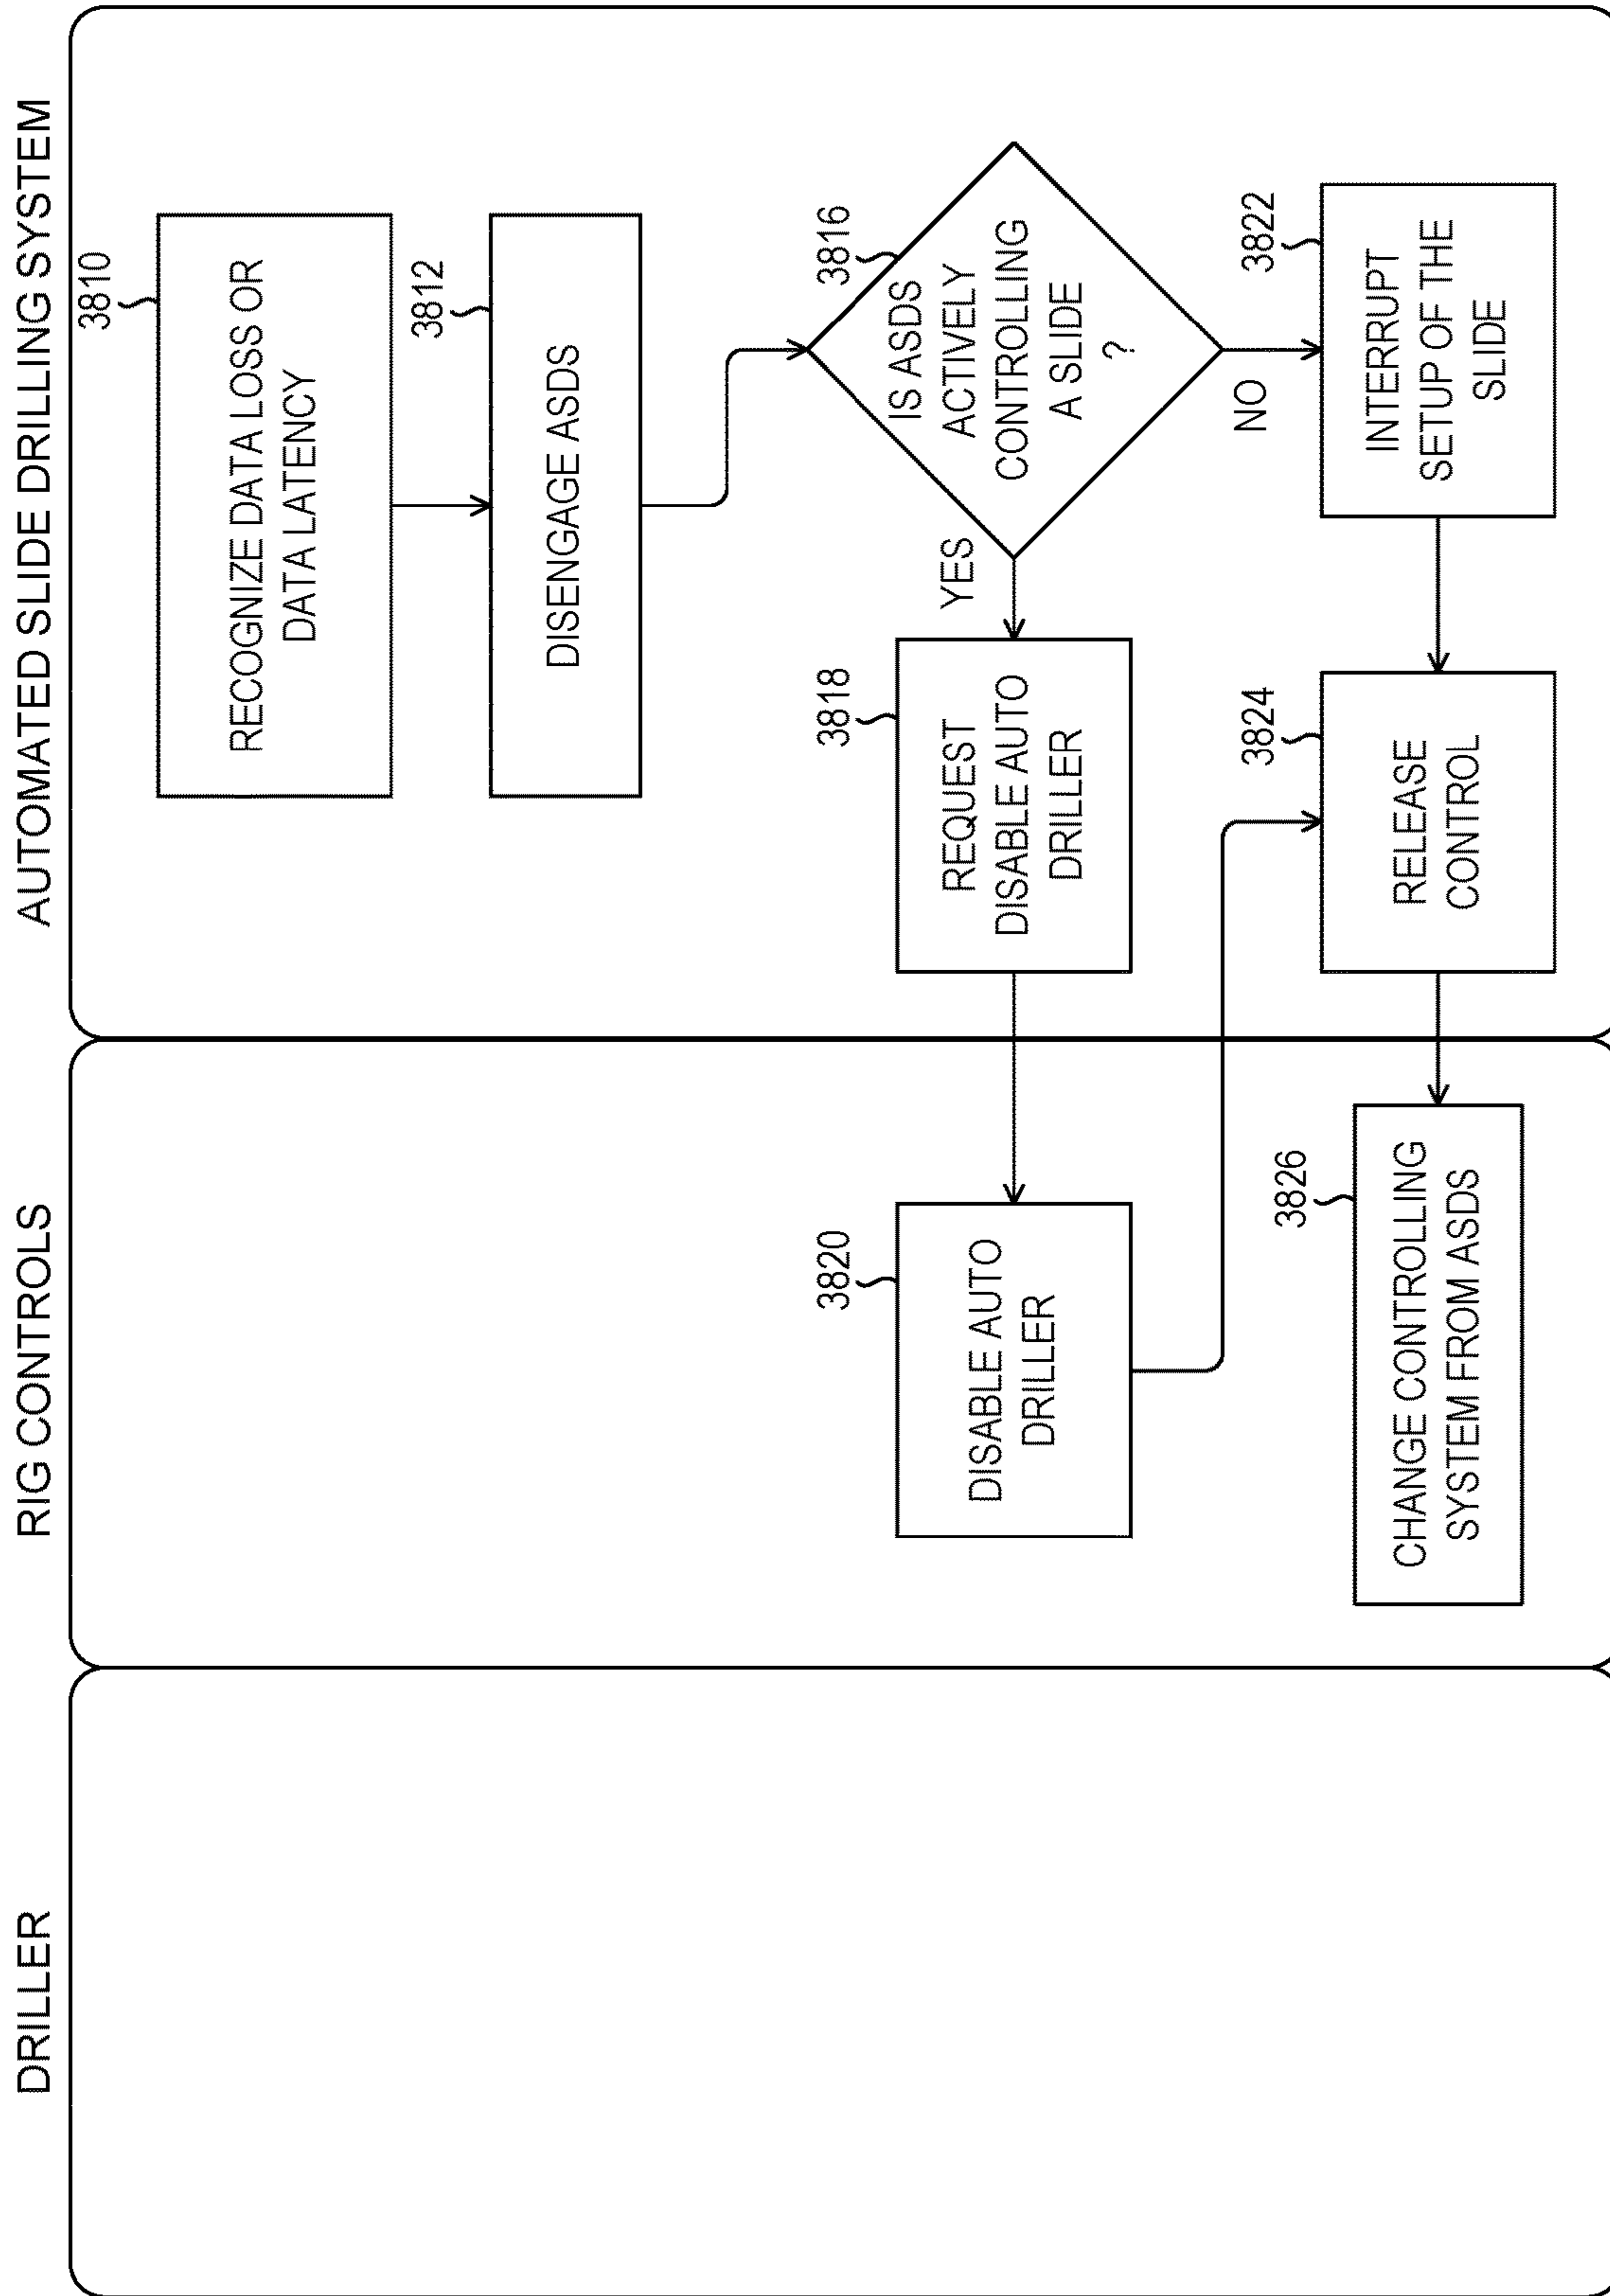 DRILLER
RIG CONTROLS
AUTOMATED SLIDE DRILLING SYSTEM
3810
RECOGNIZE DATA LOSS OR
DATA LATENCY
3812
DISENGAGE ASDS
3816
IS ASDS
ACTIVELY
CONTROLLING
A SLIDE
?
YES
NO
3818
REQUEST
DISABLE AUTO
DRILLER
3820
DISABLE AUTO
DRILLER
3822
INTERRUPT
SETUP OF THE
SLIDE
3824
RELEASE
CONTROL
3826
CHANGE CONTROLLING
SYSTEM FROM ASDS